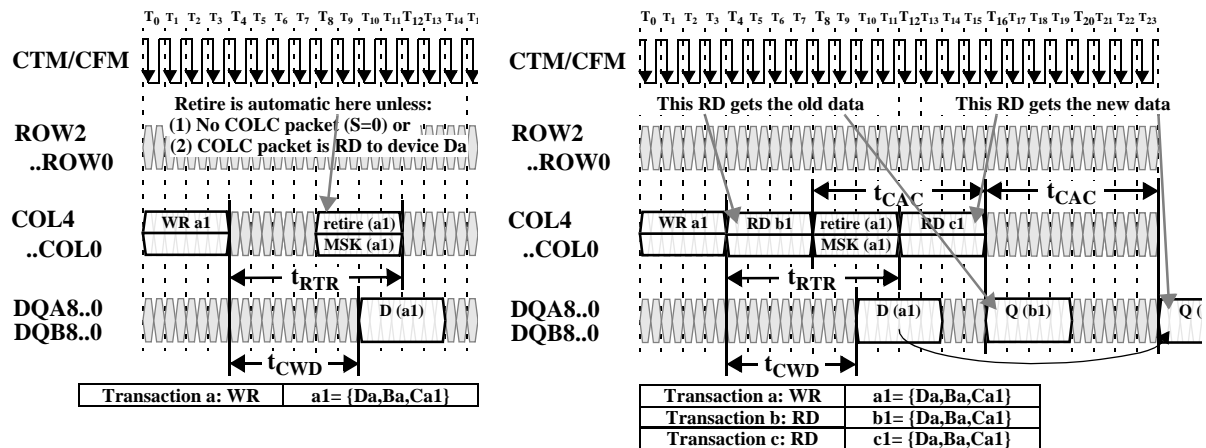 T0 T1 T2 T3 T4 T5 T6 T7 T8 T9 T10 T11 T12 T13 T14
CTM/CFM
Retire is automatic here unless:
(1) No COLC packet (S=0) or
(2) COLC packet is RD to device Da
ROW2
..ROW0
COL4
..COL0
WR a1
retire (a1)
MSK (a1)
tRTR
DQA8..0
DQB8..0
D (a1)
tCWD
Transaction a: WR a1= {Da,Ba,Ca1}
T0 T1 T2 T3 T4 T5 T6 T7 T8 T9 T10 T11 T12 T13 T14 T15 T16 T17 T18 T19 T20 T21 T22 T23
CTM/CFM
This RD gets the old data
This RD gets the new data
ROW2
..ROW0
tCAC
tCAC
COL4
..COL0
WR a1
RD b1
retire (a1)
MSK (a1)
RD c1
tRTR
DQA8..0
DQB8..0
D (a1)
Q (b1)
Q (
tCWD
Transaction a: WR a1= {Da,Ba,Ca1}
Transaction b: RD b1= {Da,Ba,Ca1}
Transaction c: RD c1= {Da,Ba,Ca1}